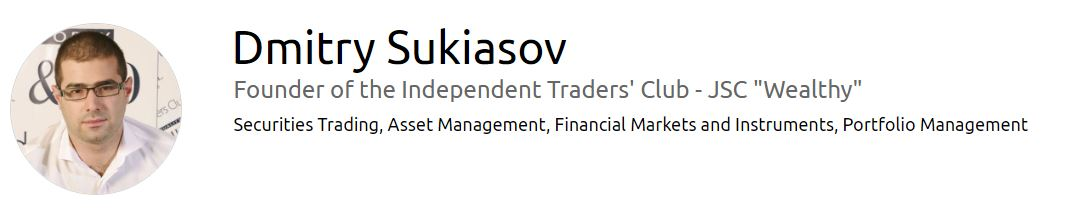 Dmitry Sukiasov
Founder of the Independent Traders' Club - JSC "Wealthy"
Securities Trading, Asset Management, Financial Markets and Instruments, Portfolio Management